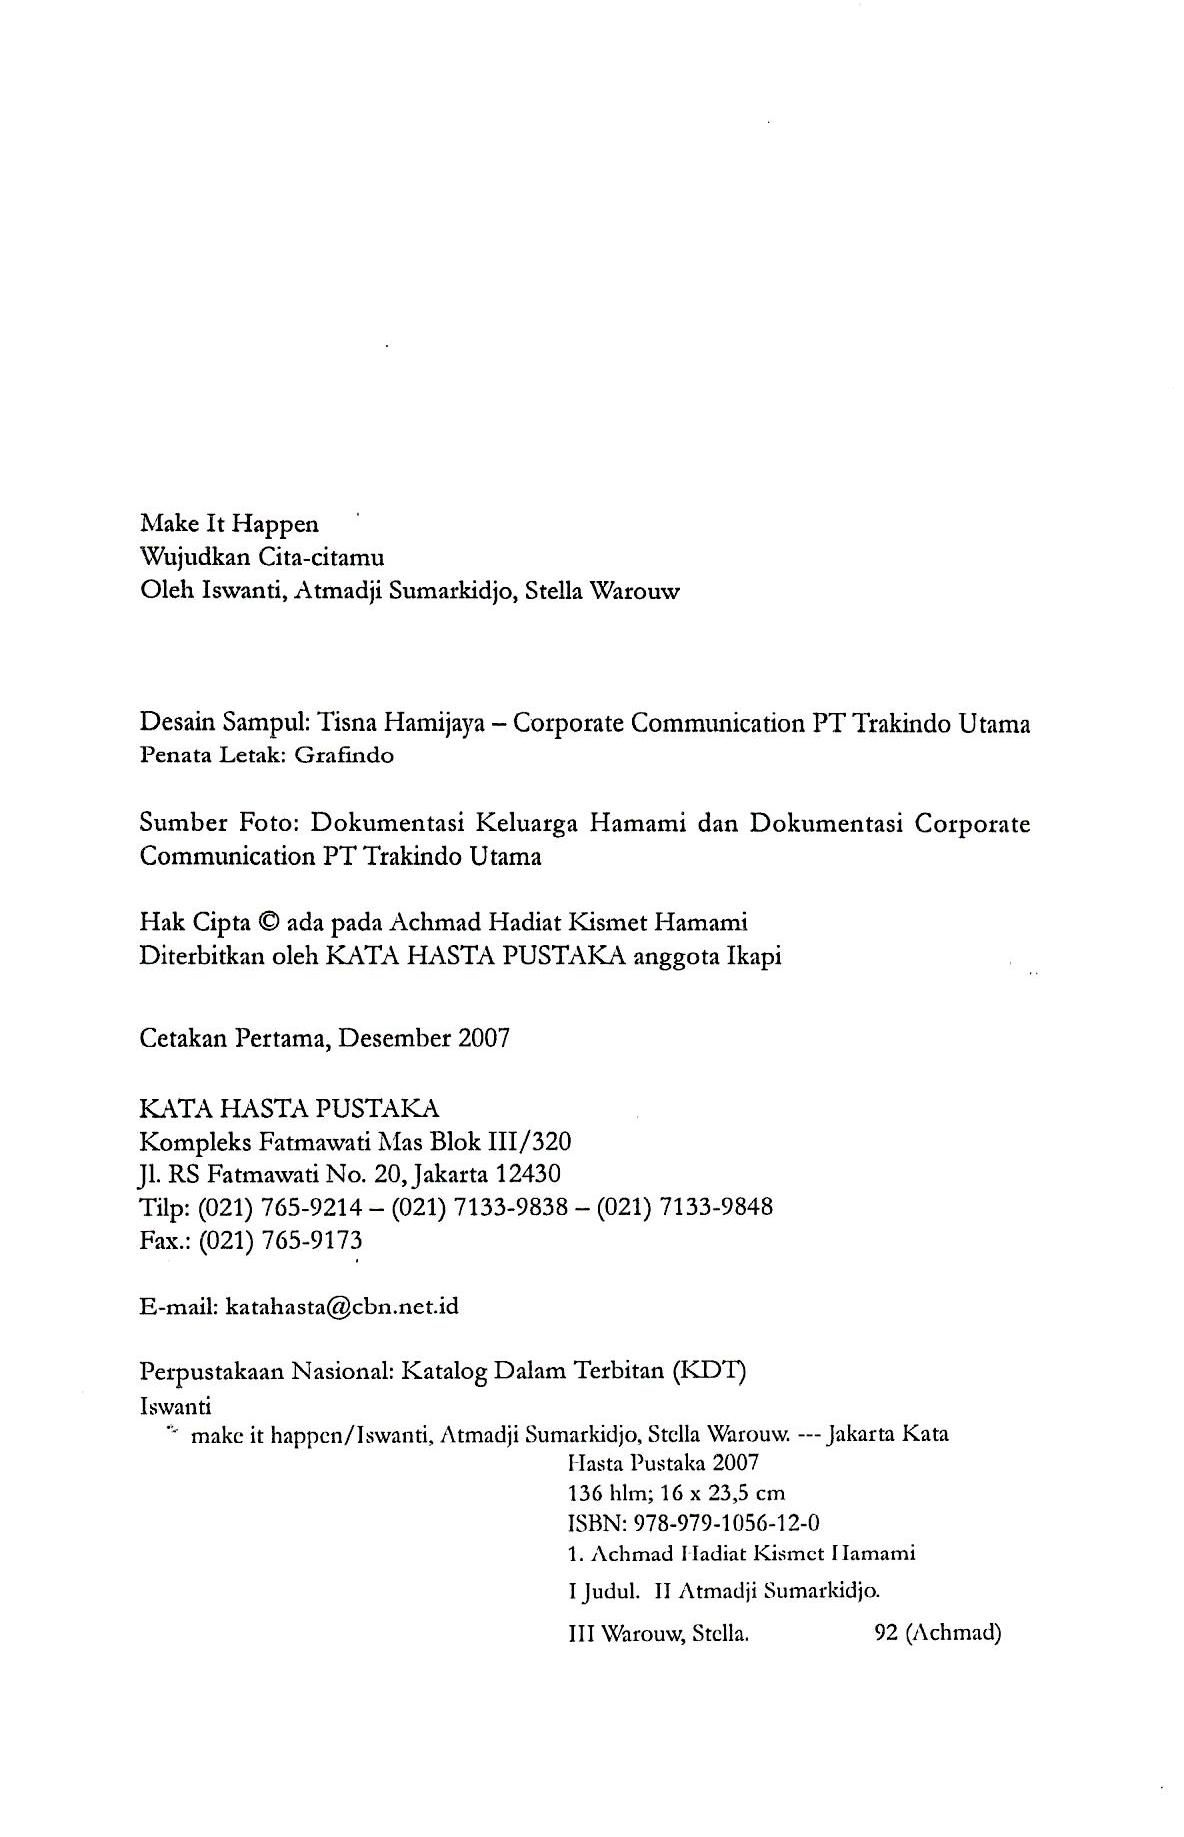 Make It Happen
Wujudkan Cita-citamu
Oleh Iswanti, Atmadji Sumarkidjo, Stella Warouw
Desain Sampul: Tisna Hamijaya – Corporate Communication PT Trakindo Utama
Penata Letak: Grafindo
Sumber Foto: Dokumentasi Keluarga Hamami dan Dokumentasi Corporate
Communication PT Trakindo Utama
Hak Cipta © ada pada Achmad Hadiat Kismet Hamami
Diterbitkan oleh KATA HASTA PUSTAKA anggota Ikapi
Cetakan Pertama, Desember 2007
KATA HASTA PUSTAKA
Kompleks Fatmawati Mas Blok III/320
Jl. RS Fatmawati No. 20, Jakarta 12430
Tilp: (021) 765-9214 – (021) 7133-9838 – (021) 7133-9848
Fax.: (021) 765-9173
E-mail: katahasta@cbn.net.id
Perpustakaan Nasional: Katalog Dalam Terbitan (KDT)
Iswanti
make it happen/Iswanti, Atmadji Sumarkidjo, Stella Warouw. --- Jakarta Kata
Hasta Pustaka 2007
136 hlm; 16 x 23,5 cm
ISBN: 978-979-1056-12-0
1. Achmad Hadiat Kismet Hamami
I Judul. II Atmadji Sumarkidjo.
III Warouw, Stella. 92 (Achmad)